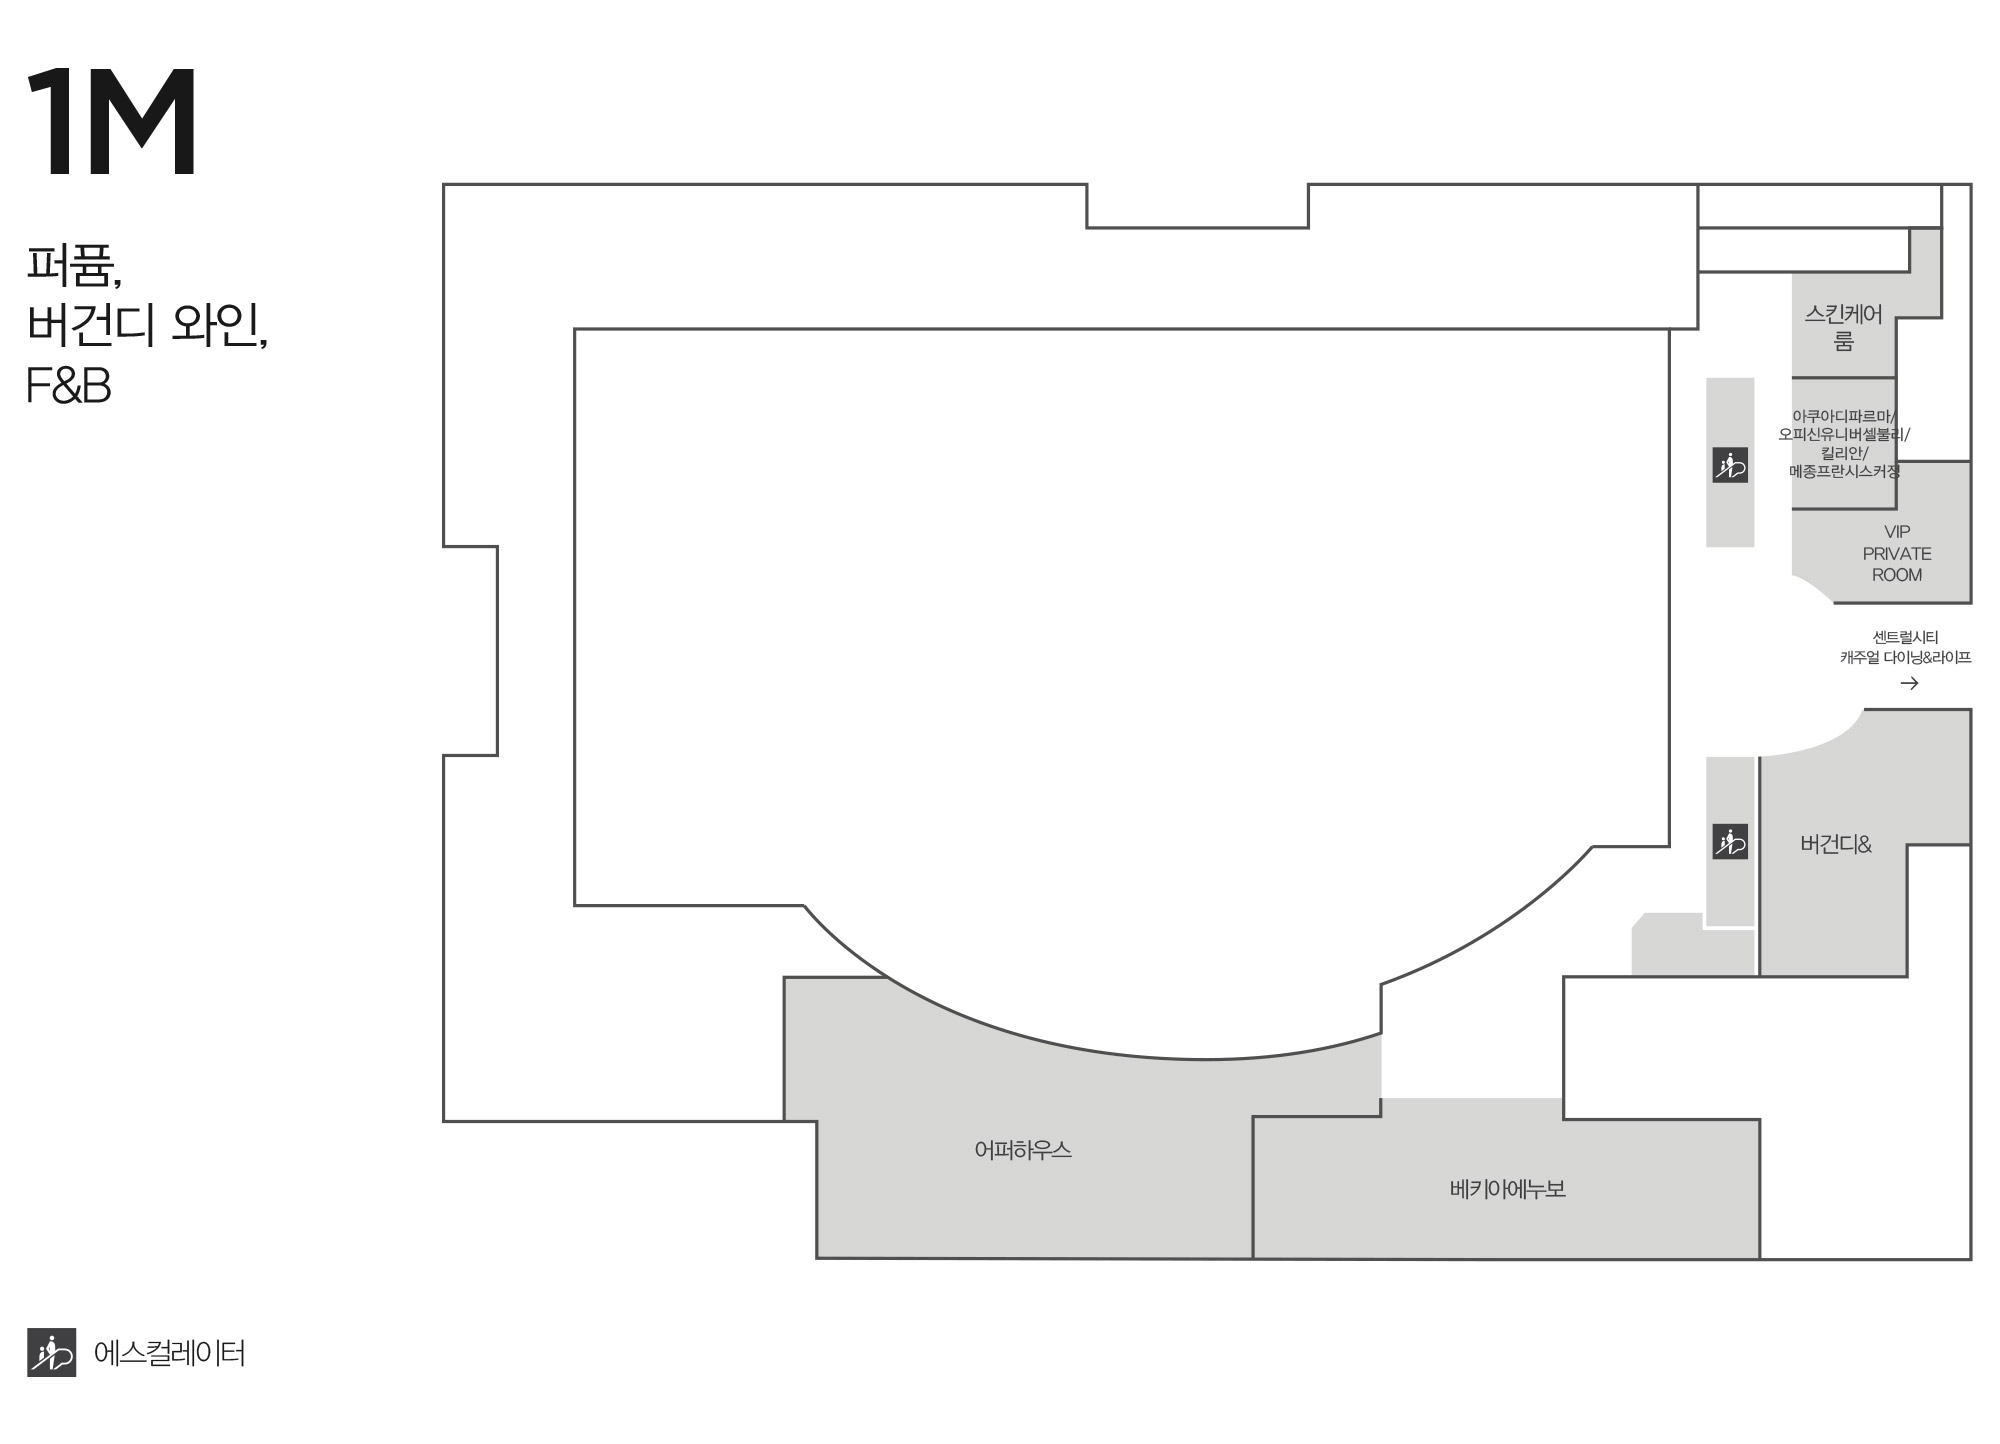 1M
퍼퓸,
버건디 와인,
F&B
스킨케어
룸
아쿠아디파르마/
오피신유니버셀불리/
킬리안/
메종프란시스커정
VIP
PRIVATE
ROOM
센트럴시티
캐주얼 다이닝&라이프
→
버건디&
어퍼하우스
베키아에누보
에스컬레이터